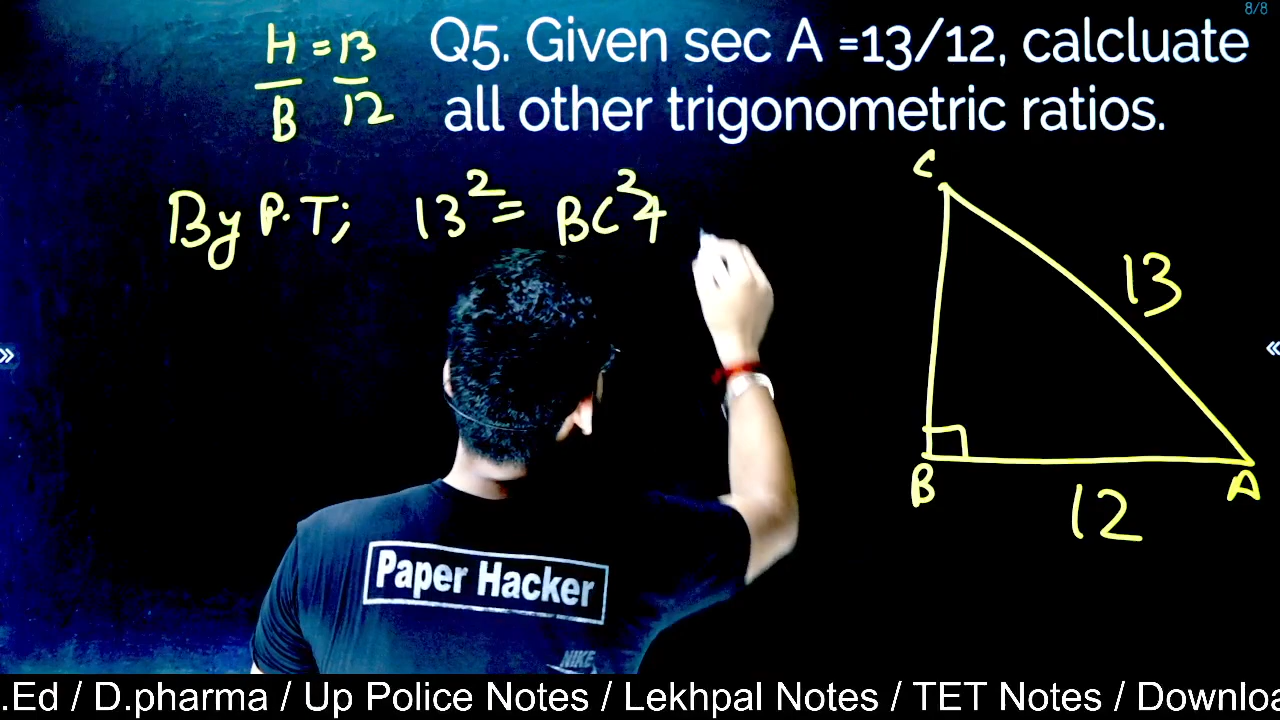 8/8
Q5. Given sec A =13/12, calcluate
all other trigonometric ratios.
H = 13
B 12
By P.T; 13² = BC²+
C
13
B
A
12
»
«
Paper Hacker
NIKE
.Ed / D.pharma / Up Police Notes / Lekhpal Notes / TET Notes / Downloa